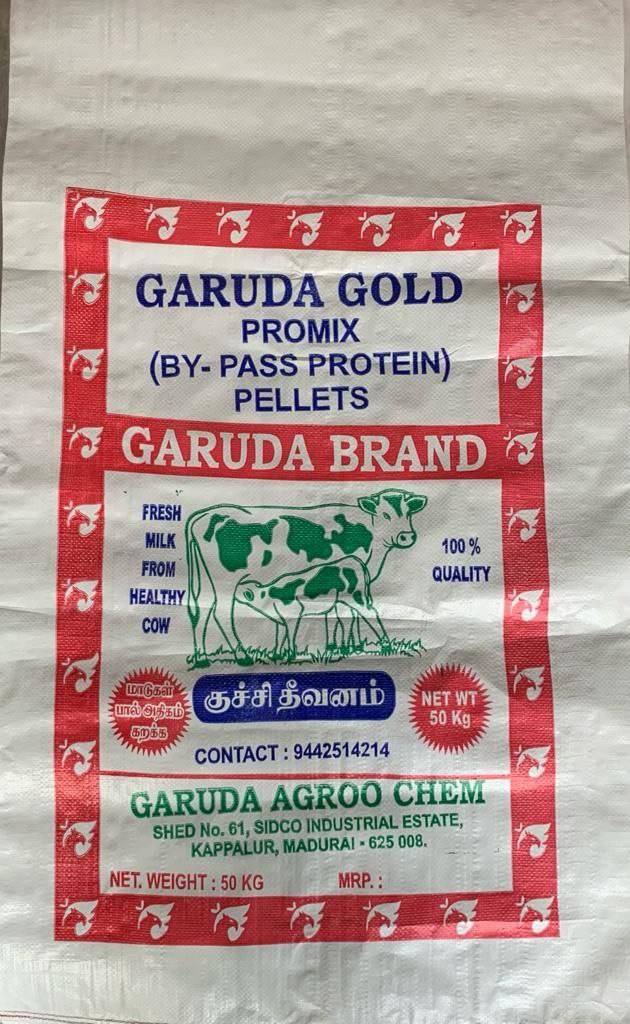 GARUDA GOLD
PROMIX
(BY- PASS PROTEIN)
PELLETS
GARUDA BRAND
FRESH
MILK
FROM
HEALTHY
COW
100 %
QUALITY
மாடுகள்
பால் அதிகம்
கறக்க
குச்சி தீவனம்
NET WT
50 Kg
CONTACT : 9442514214
GARUDA AGROO CHEM
SHED No. 61, SIDCO INDUSTRIAL ESTATE,
KAPPALUR, MADURAI - 625 008.
NET. WEIGHT : 50 KG MRP. :